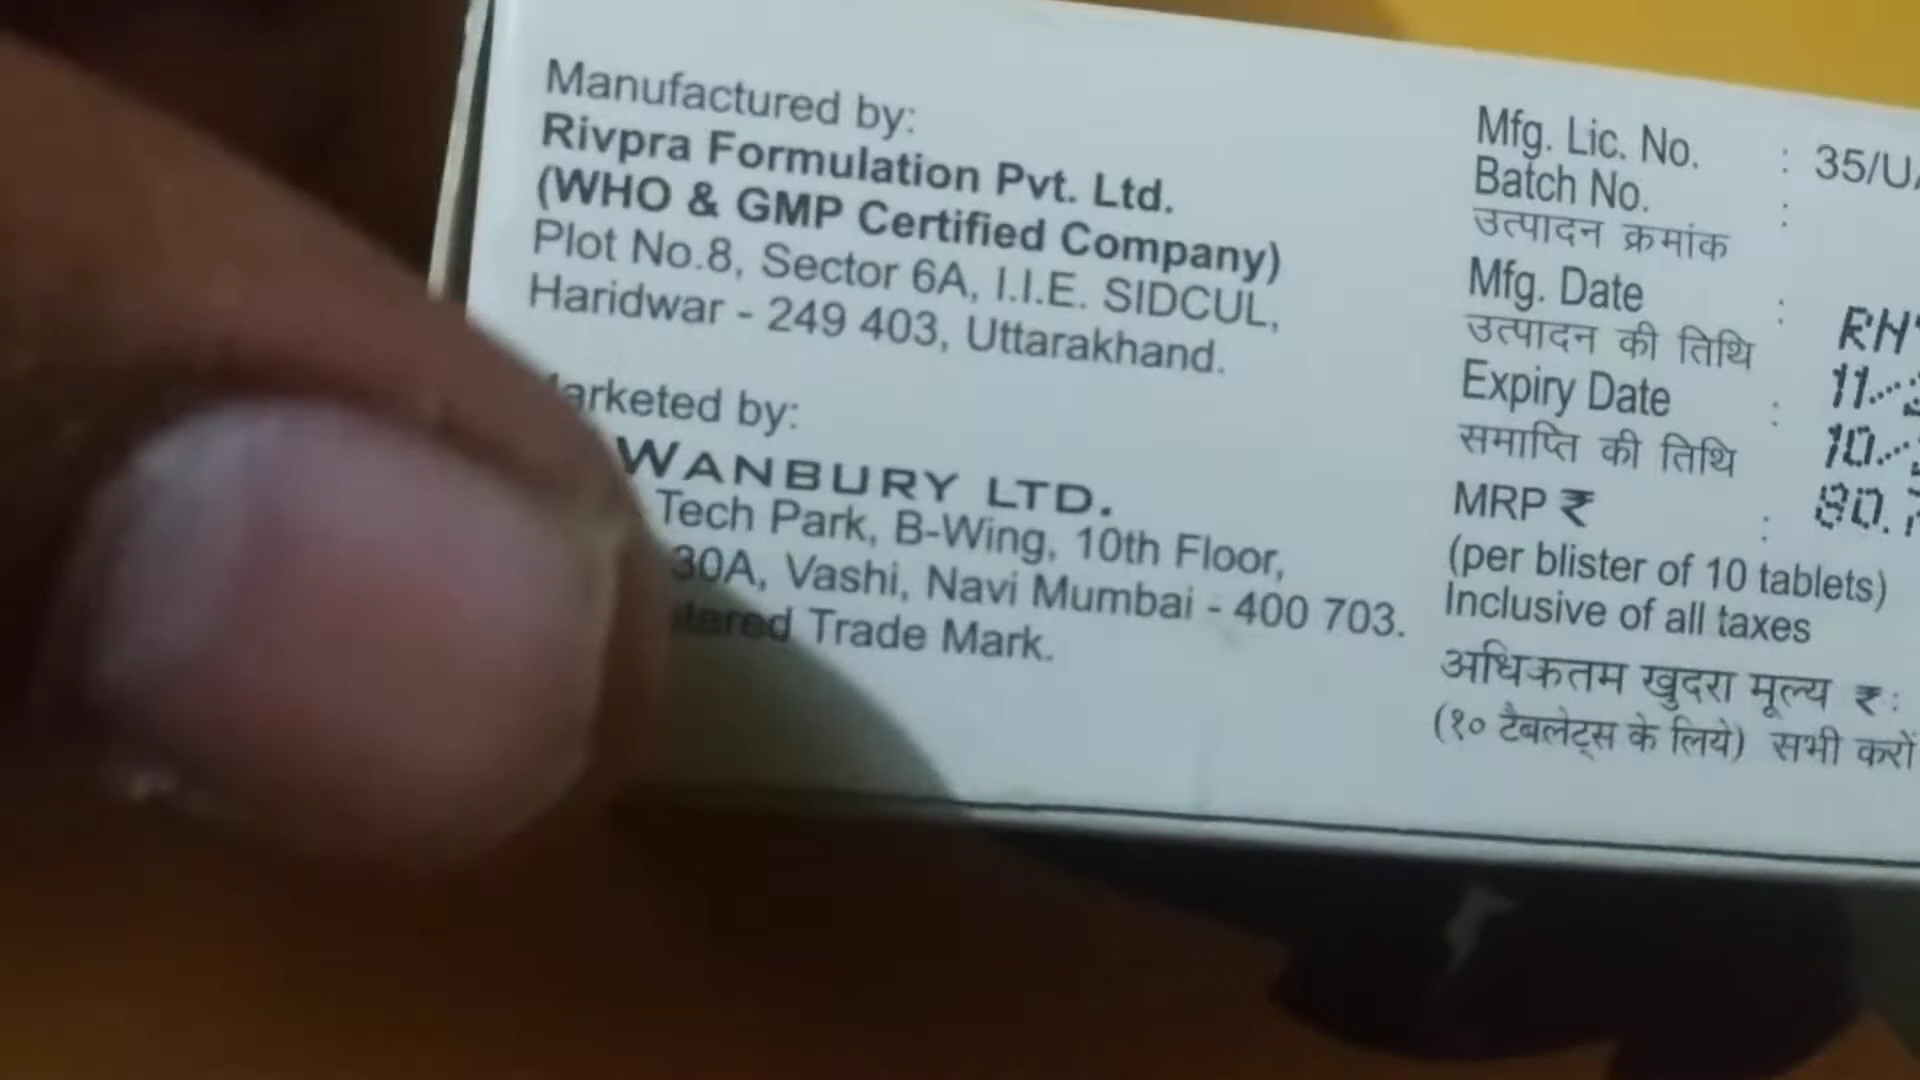 Manufactured by:
Rivpra Formulation Pvt. Ltd.
(WHO & GMP Certified Company)
Plot No.8, Sector 6A, I.I.E. SIDCUL,
Haridwar - 249 403, Uttarakhand.
arketed by:
WANBURY LTD.
Tech Park, B-Wing, 10th Floor,
30A, Vashi, Navi Mumbai - 400 703.
tered Trade Mark.
Mfg. Lic. No. : 35/U
Batch No. :
उत्पादन क्रमांक
Mfg. Date : RH
उत्पादन की तिथि
Expiry Date : 11-
समाप्ति की तिथि 10-
MRP ₹ : 80.
(per blister of 10 tablets)
Inclusive of all taxes
अधिकतम खुदरा मूल्य ₹:
(१० टैबलेट्स के लिये) सभी करों